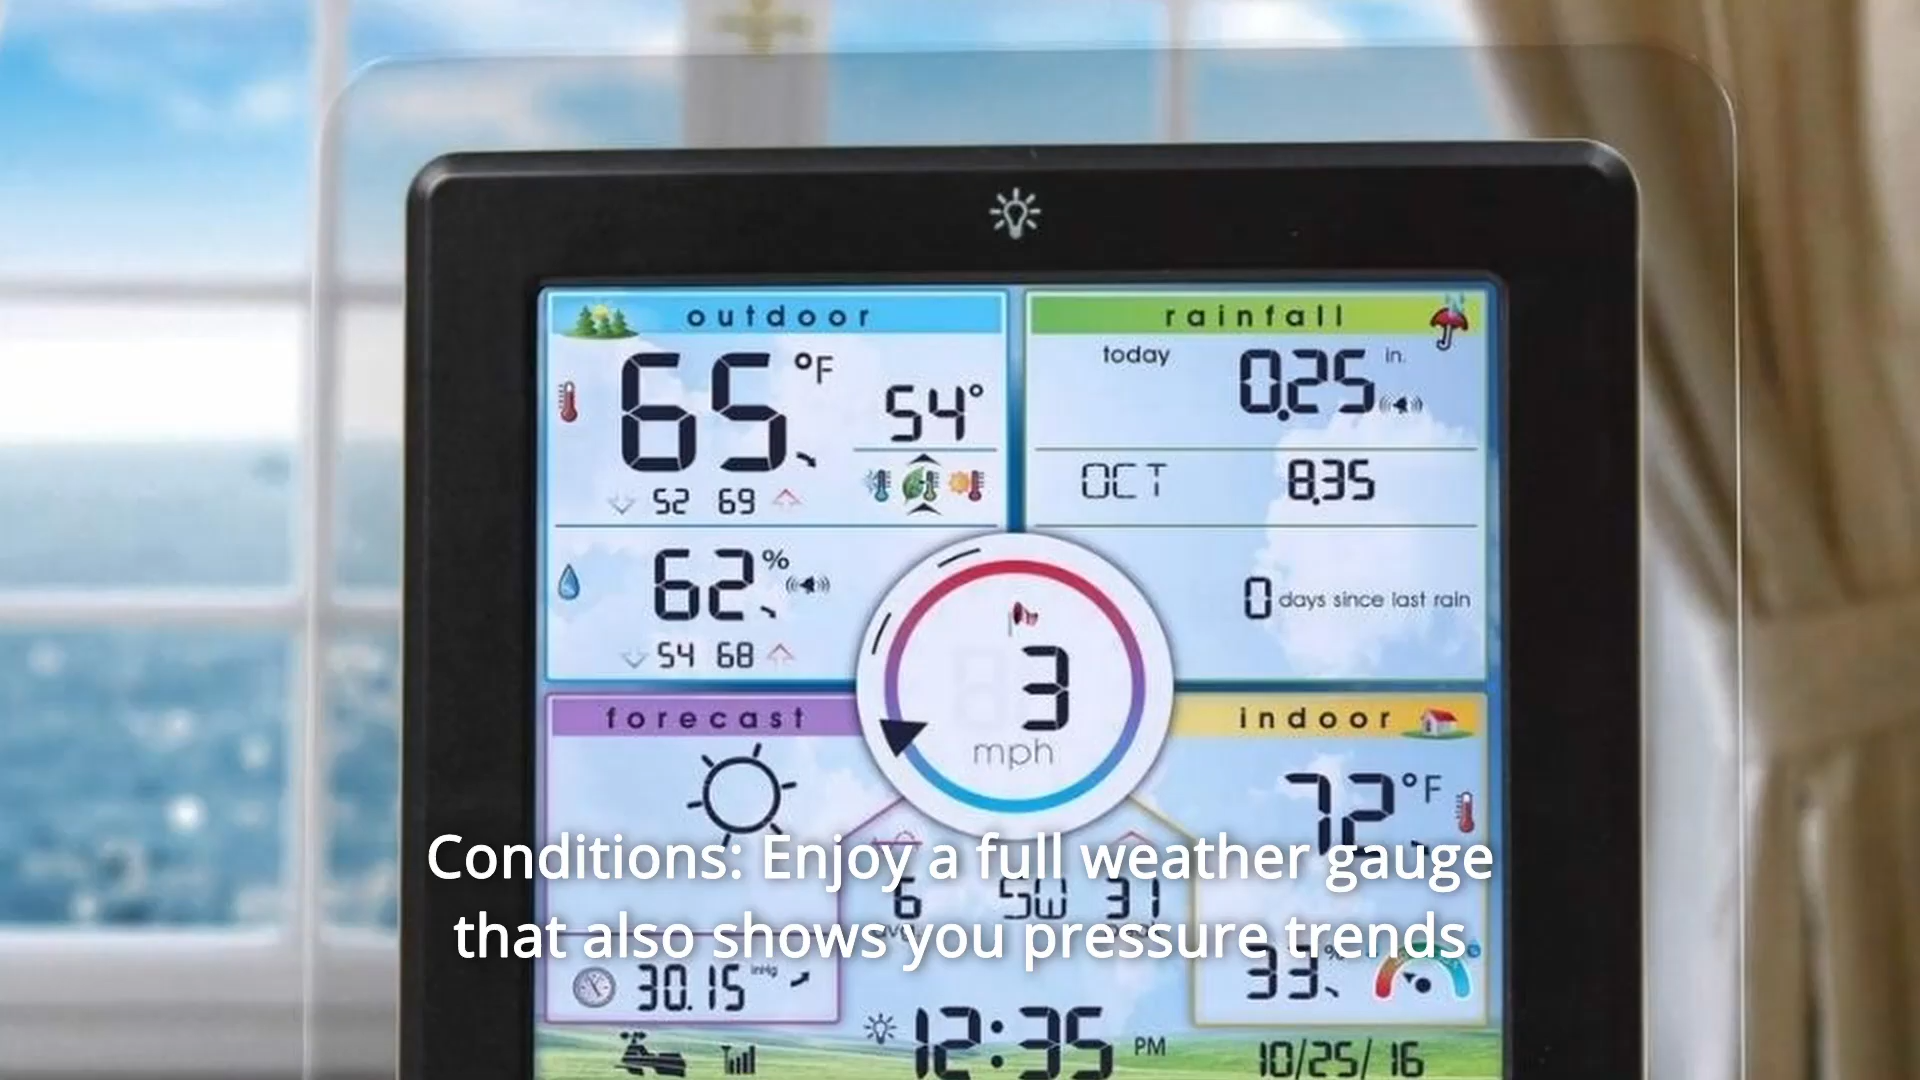 outdoor
65 °F
54°
52 69
62 %
54 68
rainfall
today 0.25 in.
OCT 8.35
0 days since last rain
3
mph
forecast
indoor
72 °F
Conditions: Enjoy a full weather gauge
6 SW 31
that also shows you pressure trends
33 %
30.15 inHg
12:35 PM
10/25/16